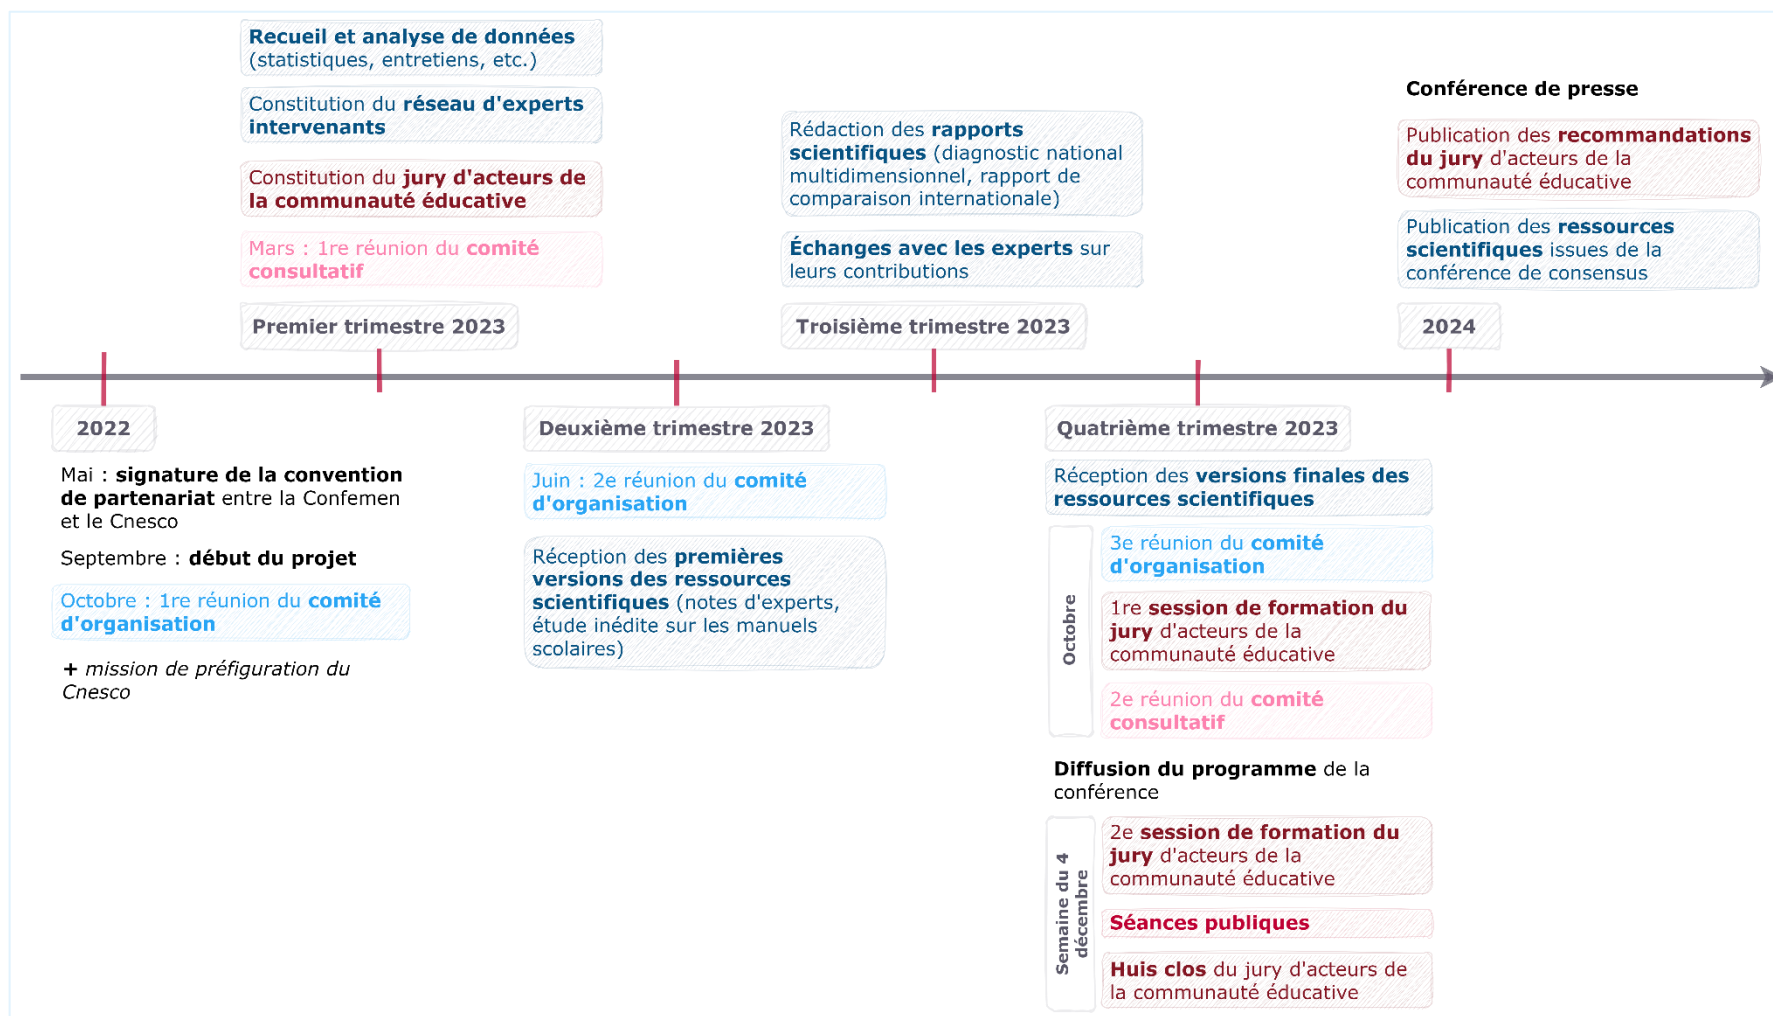 Recueil et analyse de données
(statistiques, entretiens, etc.)
Constitution du réseau d'experts
intervenants
Constitution du jury d'acteurs de
la communauté éducative
Mars : 1re réunion du comité
consultatif
Premier trimestre 2023
Rédaction des rapports
scientifiques (diagnostic national
multidimensionnel, rapport de
comparaison internationale)
Échanges avec les experts sur
leurs contributions
Troisième trimestre 2023
Conférence de presse
Publication des recommandations
du jury d'acteurs de la
communauté éducative
Publication des ressources
scientifiques issues de la
conférence de consensus
2024
2022
Mai : signature de la convention
de partenariat entre la Confemen
et le Cnesco
Septembre : début du projet
Octobre : 1re réunion du comité
d'organisation
+ mission de préfiguration du
Cnesco
Deuxième trimestre 2023
Juin : 2e réunion du comité
d'organisation
Réception des premières
versions des ressources
scientifiques (notes d'experts,
étude inédite sur les manuels
scolaires)
Quatrième trimestre 2023
Réception des versions finales des
ressources scientifiques
Octobre
3e réunion du comité
d'organisation
1re session de formation du
jury d'acteurs de la
communauté éducative
2e réunion du comité
consultatif
Diffusion du programme de la
conférence
Semaine du 4
décembre
2e session de formation du
jury d'acteurs de la
communauté éducative
Séances publiques
Huis clos du jury d'acteurs de
la communauté éducative